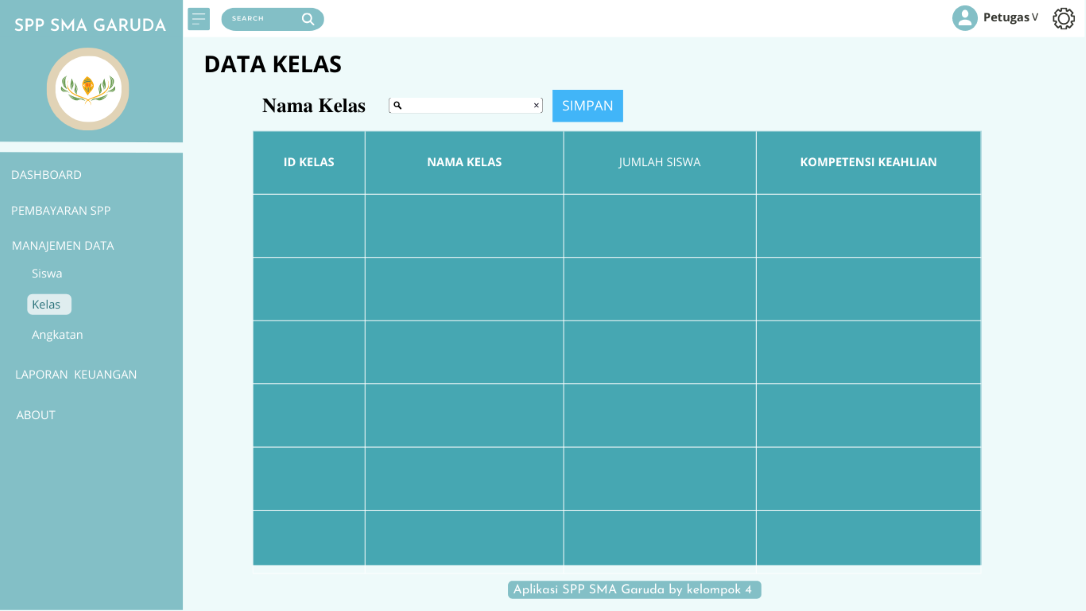 SPP SMA GARUDA
SEARCH
Petugas V
DATA KELAS
Nama Kelas
×
SIMPAN
ID KELAS
NAMA KELAS
JUMLAH SISWA
KOMPETENSI KEAHLIAN
DASHBOARD
PEMBAYARAN SPP
MANAJEMEN DATA
Siswa
Kelas
Angkatan
LAPORAN KEUANGAN
ABOUT
Aplikasi SPP SMA Garuda by kelompok 4